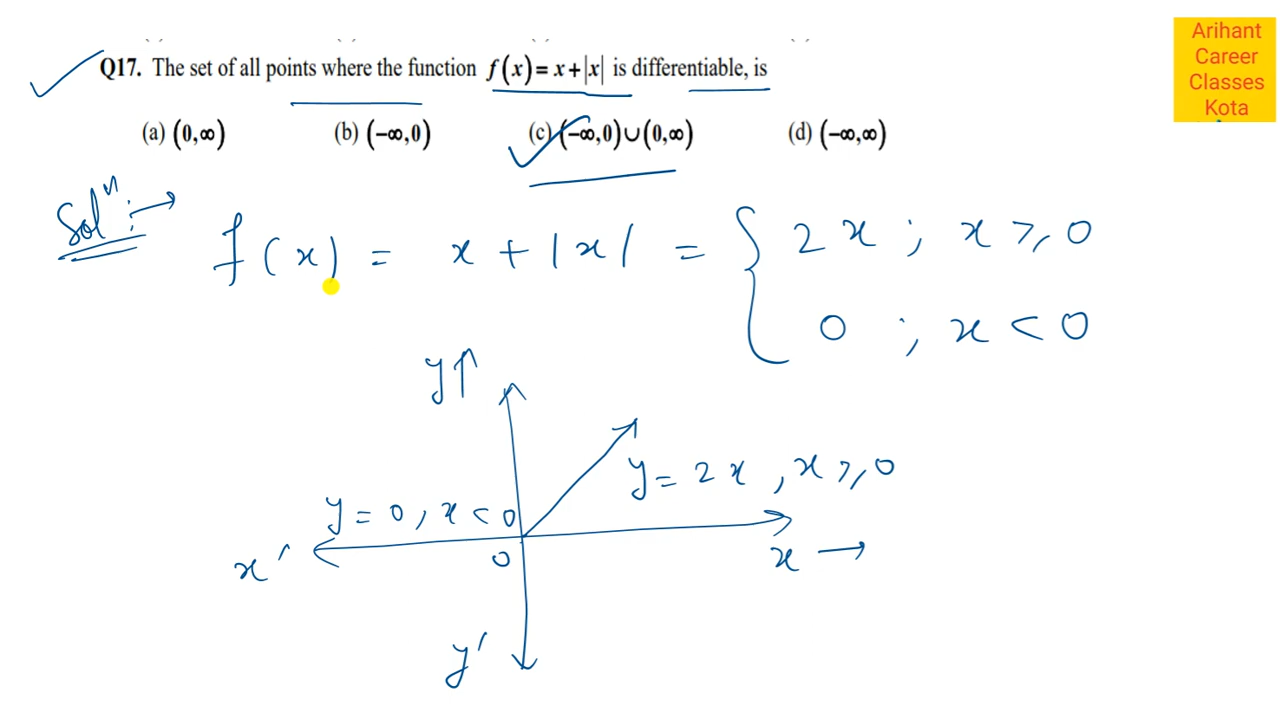 Arihant
Career
Classes
Kota
Q17. The set of all points where the function f(x)=x+|x| is differentiable, is
(a) (0,∞) (b) (-∞,0) (c) (-∞,0)∪(0,∞) (d) (-∞,∞)
Solⁿ :→
f(x) = x + |x| = { 2x ; x ≥ 0
0 ; x < 0
y↑
y = 2x , x ≥ 0
y = 0 , x < 0
x' 0 x →
y'